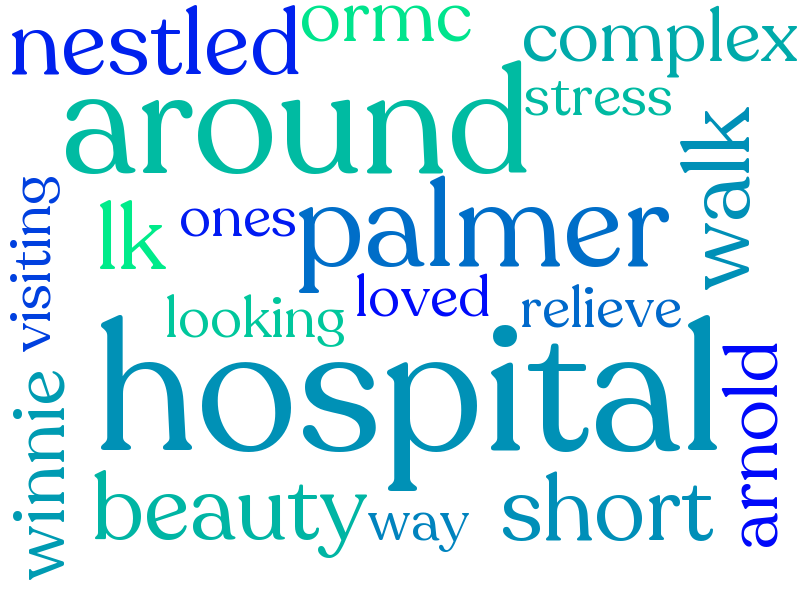 nestled
ormc
complex
around
stress
walk
visiting
lk
ones
palmer
looking
loved
relieve
hospital
winnie
arnold
beauty
way
short